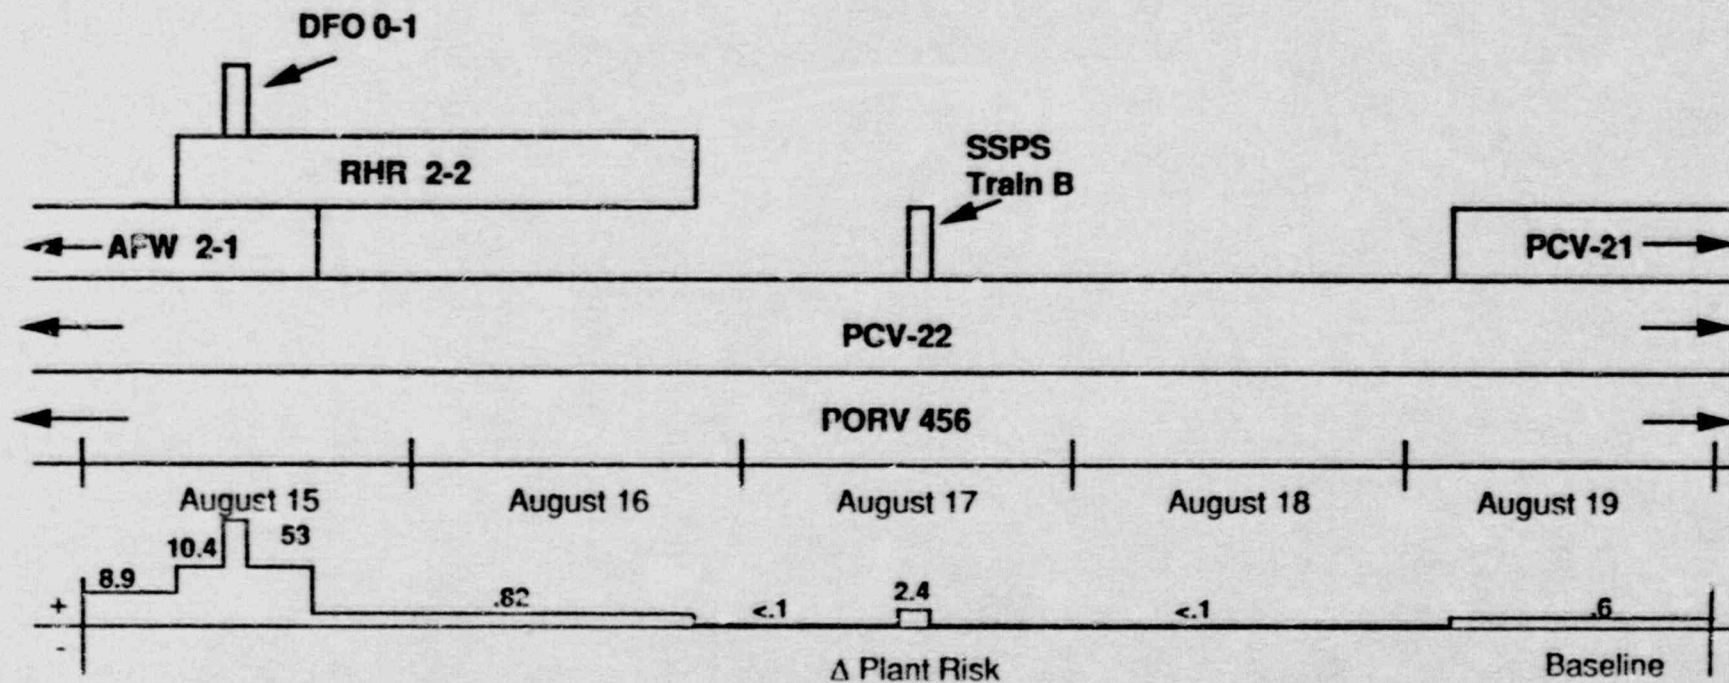 DFO 0-1
RHR 2-2
SSPS
Train B
AFW 2-1
PCV-21
PCV-22
PORV 456
August 15
August 16
August 17
August 18
August 19
8.9
10.4
53
.82
<.1
2.4
<.1
.6
+
-
Δ Plant Risk
Baseline